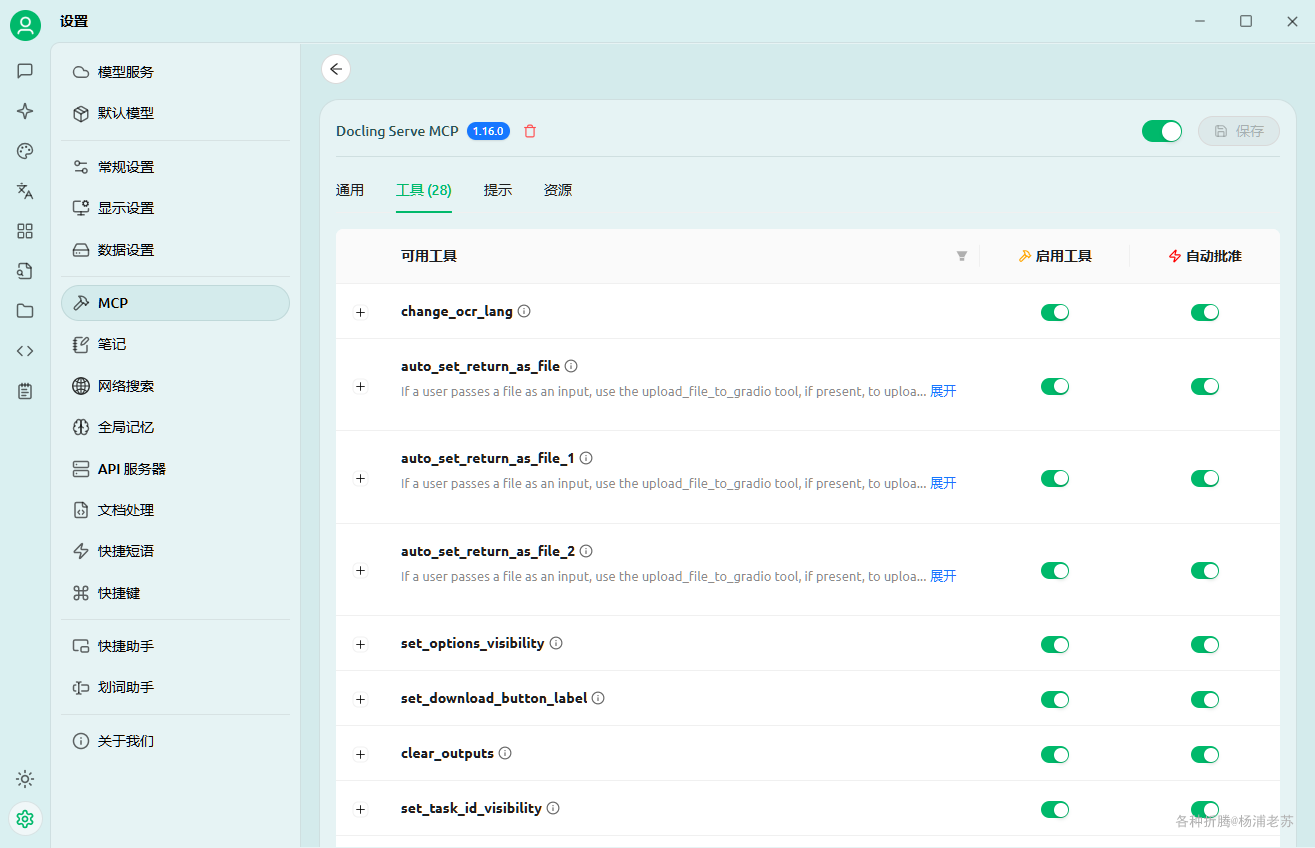 设置
模型服务
默认模型
常规设置
显示设置
数据设置
MCP
笔记
网络搜索
全局记忆
API 服务器
文档处理
快捷短语
快捷键
快捷助手
划词助手
关于我们
Docling Serve MCP 1.16.0
保存
通用 工具 (28) 提示 资源
可用工具 启用工具 自动批准
change_ocr_lang
auto_set_return_as_file
If a user passes a file as an input, use the upload_file_to_gradio tool, if present, to uploa... 展开
auto_set_return_as_file_1
If a user passes a file as an input, use the upload_file_to_gradio tool, if present, to uploa... 展开
auto_set_return_as_file_2
If a user passes a file as an input, use the upload_file_to_gradio tool, if present, to uploa... 展开
set_options_visibility
set_download_button_label
clear_outputs
set_task_id_visibility
各种折腾@杨浦老苏